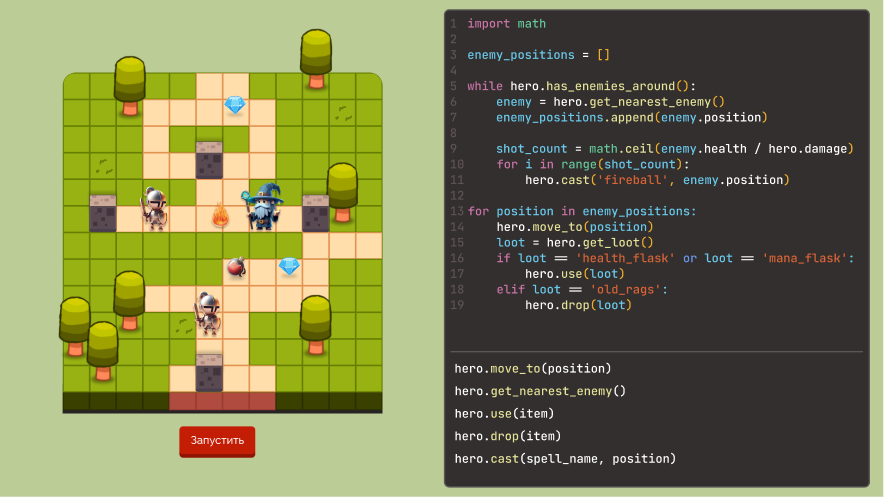 Запустить
1 import math
2
3 enemy_positions = []
4
5 while hero.has_enemies_around():
6     enemy = hero.get_nearest_enemy()
7     enemy_positions.append(enemy.position)
8
9     shot_count = math.ceil(enemy.health / hero.damage)
10     for i in range(shot_count):
11         hero.cast('fireball', enemy.position)
12
13 for position in enemy_positions:
14     hero.move_to(position)
15     loot = hero.get_loot()
16     if loot == 'health_flask' or loot == 'mana_flask':
17         hero.use(loot)
18     elif loot == 'old_rags':
19         hero.drop(loot)
hero.move_to(position)
hero.get_nearest_enemy()
hero.use(item)
hero.drop(item)
hero.cast(spell_name, position)